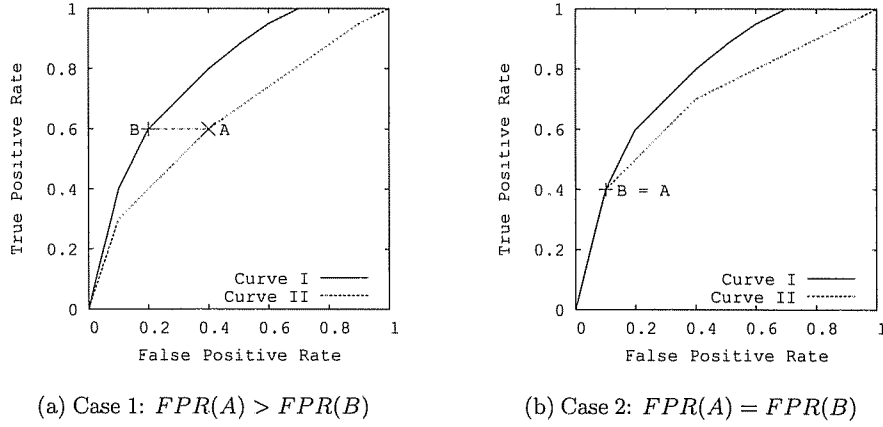 1
0.8
0.6
0.4
0.2
0
True Positive Rate
B
A
Curve I
Curve II
0 0.2 0.4 0.6 0.8 1
False Positive Rate
(a) Case 1: FPR(A) > FPR(B)
1
0.8
0.6
0.4
0.2
0
True Positive Rate
B = A
Curve I
Curve II
0 0.2 0.4 0.6 0.8 1
False Positive Rate
(b) Case 2: FPR(A) = FPR(B)